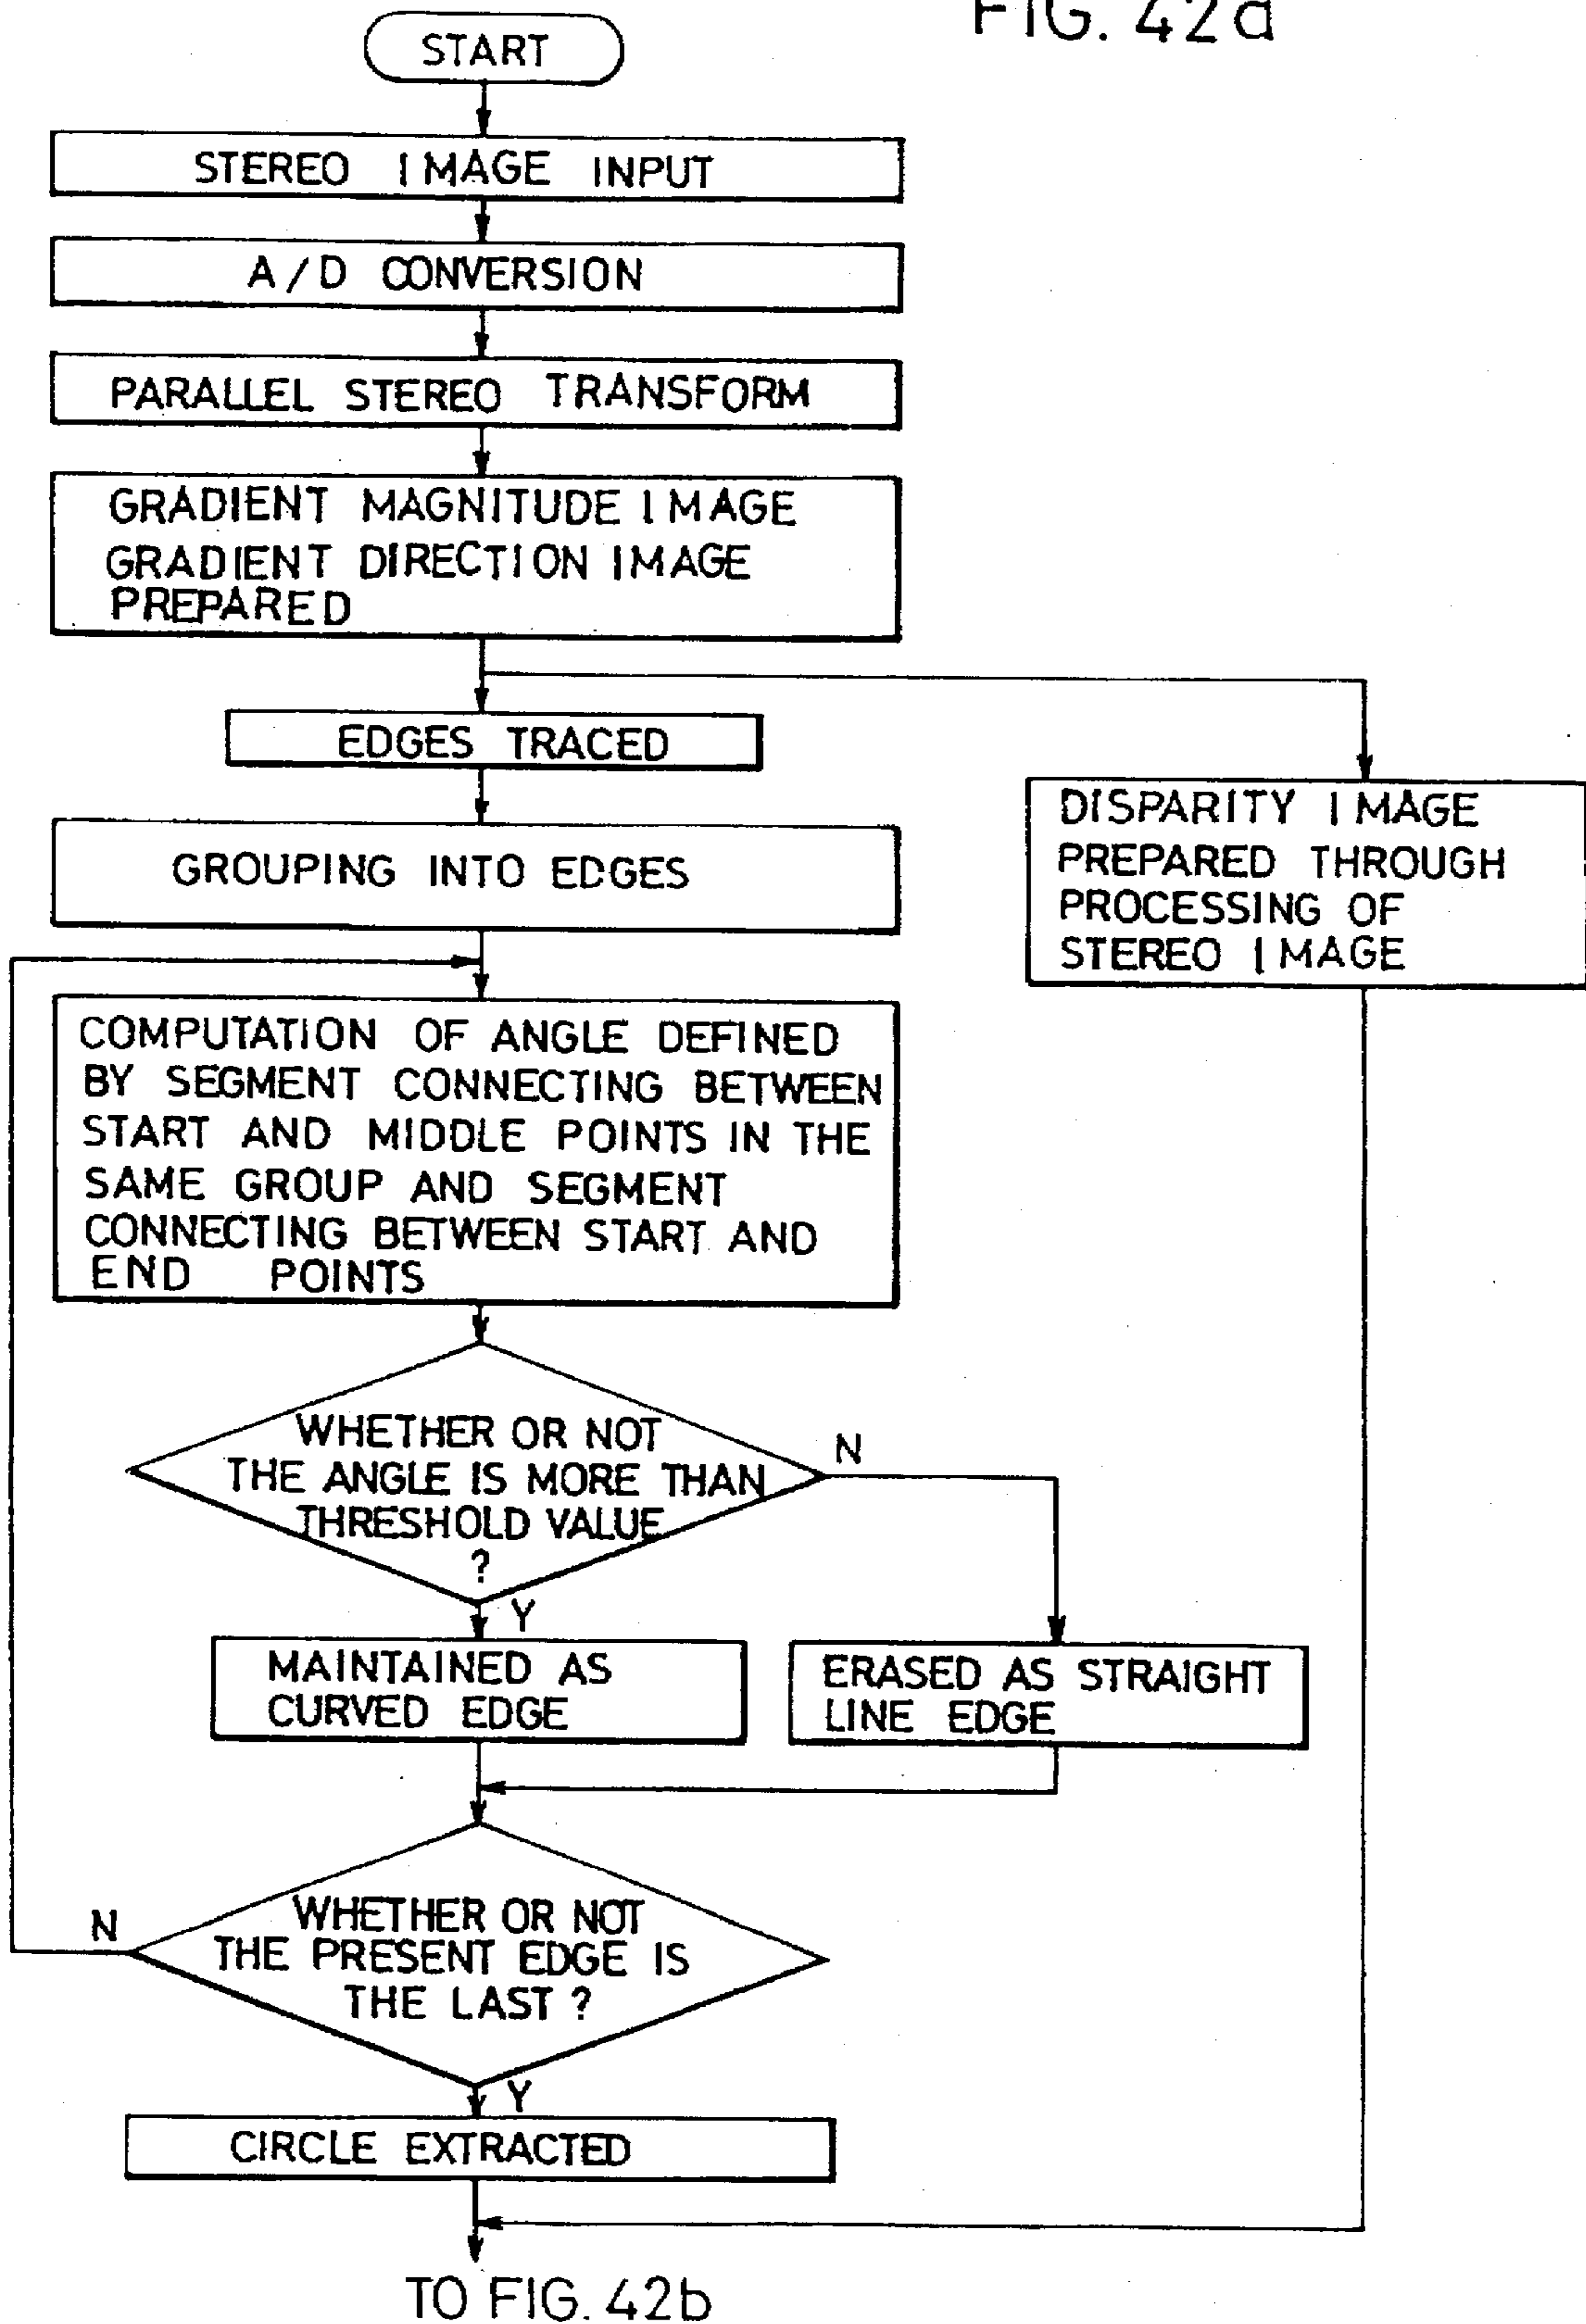 FIG. 42a
START
STEREO IMAGE INPUT
A/D CONVERSION
PARALLEL STEREO TRANSFORM
GRADIENT MAGNITUDE IMAGE
GRADIENT DIRECTION IMAGE
PREPARED
EDGES TRACED
GROUPING INTO EDGES
DISPARITY IMAGE
PREPARED THROUGH
PROCESSING OF
STEREO IMAGE
COMPUTATION OF ANGLE DEFINED
BY SEGMENT CONNECTING BETWEEN
START AND MIDDLE POINTS IN THE
SAME GROUP AND SEGMENT
CONNECTING BETWEEN START AND
END POINTS
WHETHER OR NOT
THE ANGLE IS MORE THAN
THRESHOLD VALUE
?
N
Y
MAINTAINED AS
CURVED EDGE
ERASED AS STRAIGHT
LINE EDGE
WHETHER OR NOT
THE PRESENT EDGE IS
THE LAST ?
N
Y
CIRCLE EXTRACTED
TO FIG. 42b